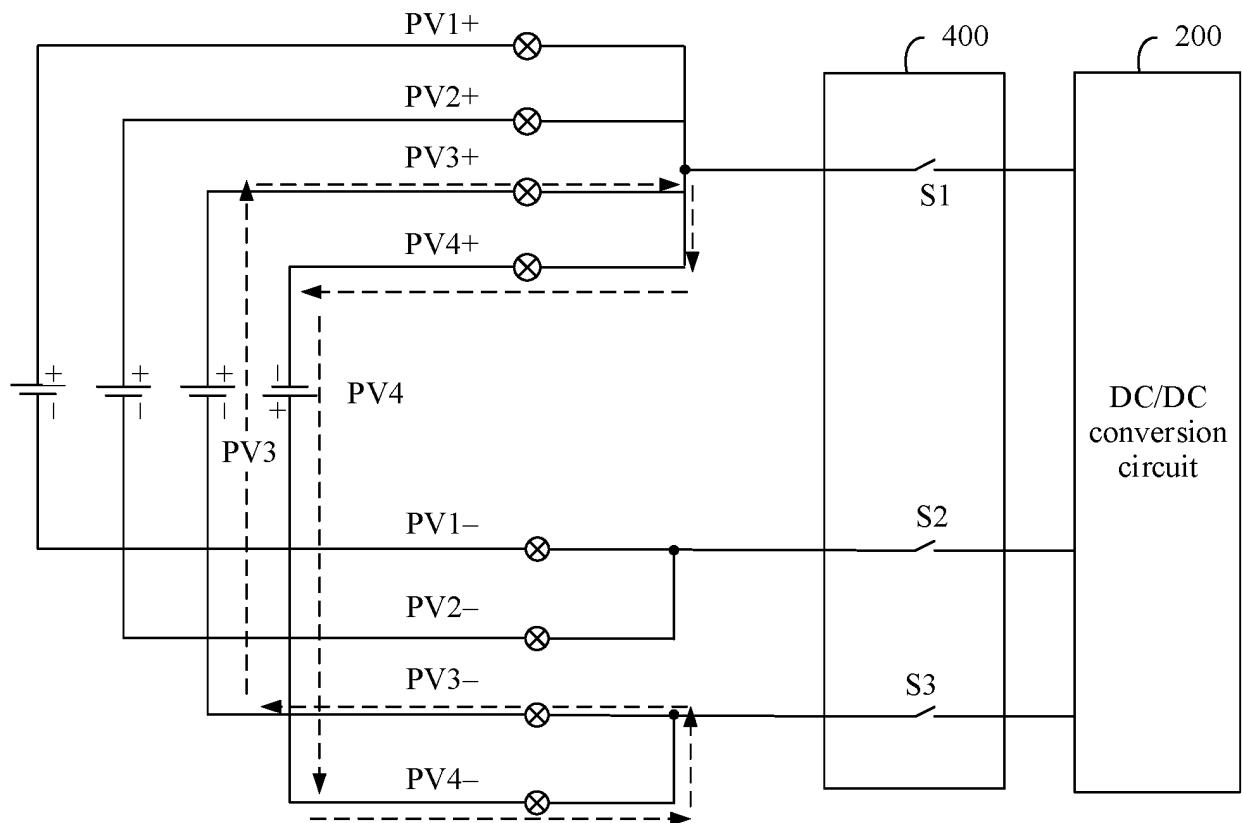 PV1+
400
200
PV2+
PV3+
S1
PV4+
+ + + –
– – – +
PV4
PV3
DC/DC
conversion
circuit
PV1–
S2
PV2–
PV3–
S3
PV4–